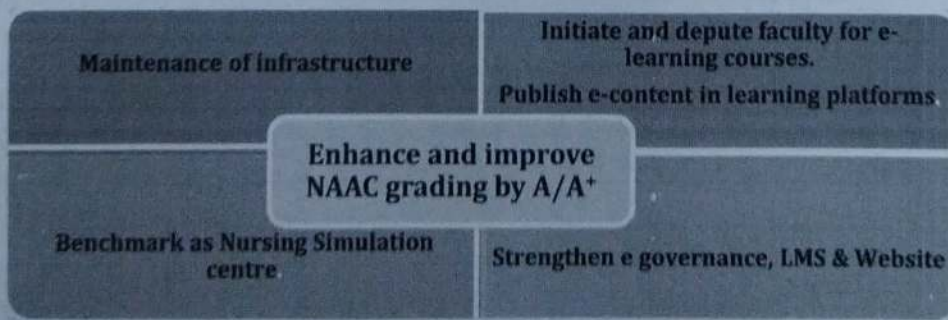 Maintenance of infrastructure
Initiate and depute faculty for e-
learning courses.
Publish e-content in learning platforms.
Enhance and improve
NAAC grading by A/A⁺
Benchmark as Nursing Simulation
centre
Strengthen e governance, LMS & Website